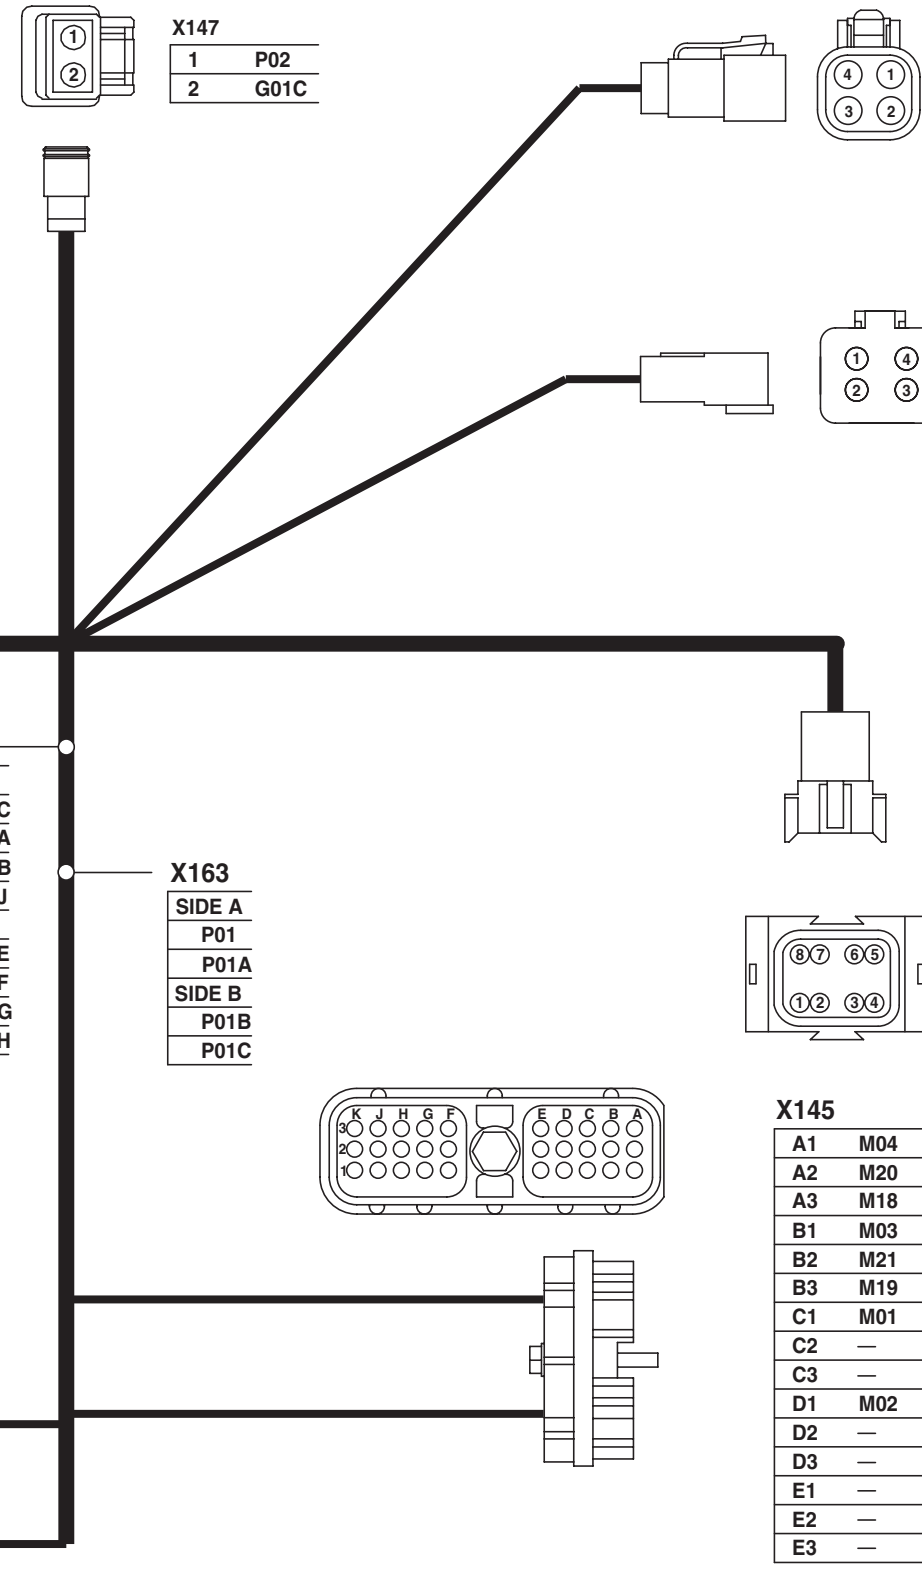 X147
1 P02
2 G01C
1
2
4 1
3 2
1 4
2 3
C
A
B
J
E
F
G
H
X163
SIDE A
P01
P01A
SIDE B
P01B
P01C
8 7 6 5
1 2 3 4
K J H G F E D C B A
3
2
1
X145
A1 M04
A2 M20
A3 M18
B1 M03
B2 M21
B3 M19
C1 M01
C2 —
C3 —
D1 M02
D2 —
D3 —
E1 —
E2 —
E3 —